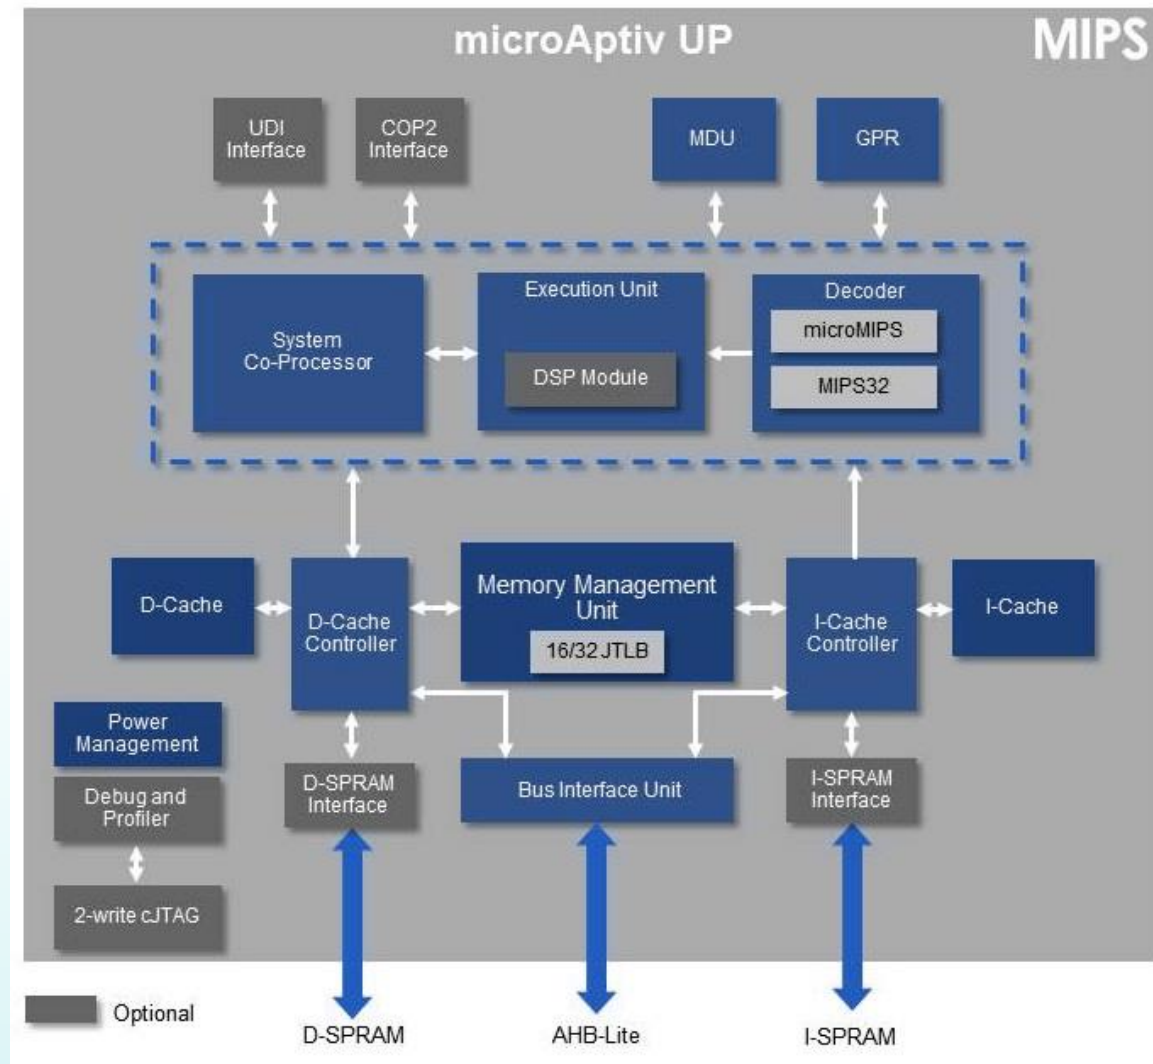 microAptiv UP
MIPS
UDI
Interface
COP2
Interface
MDU
GPR
System
Co-Processor
Execution Unit
DSP Module
Decoder
microMIPS
MIPS32
D-Cache
D-Cache
Controller
Memory Management
Unit
16/32 JTLB
I-Cache
Controller
I-Cache
Power
Management
Debug and
Profiler
2-write cJTAG
D-SPRAM
Interface
Bus Interface Unit
I-SPRAM
Interface
Optional
D-SPRAM
AHB-Lite
I-SPRAM